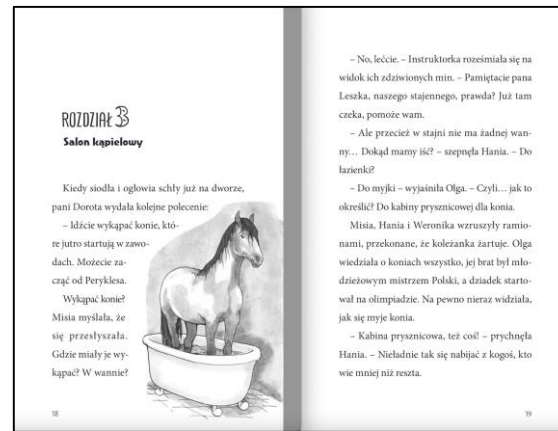 ROZDZIAŁ 3
Salon kąpielowy
Kiedy siodła i ogłowia schły już na dworze,
pani Dorota wydała kolejne polecenie:
– Idźcie wykąpać konie, któ-
re jutro startują w zawo-
dach. Możecie za-
cząć od Peryklesa.
Wykąpać konie?
Misia myślała, że
się przesłyszała.
Gdzie miały je wy-
kąpać? W wannie?
18
– No, lećcie. – Instruktorka roześmiała się na
widok ich zdziwionych min. – Pamiętacie pana
Leszka, naszego stajennego, prawda? Już tam
czeka, pomoże wam.
– Ale przecież w stajni nie ma żadnej wan-
ny… Dokąd mamy iść? – szepnęła Hania. – Do
łazienki?
– Do myjki – wyjaśniła Olga. – Czyli… jak to
określić? Do kabiny prysznicowej dla konia.
Misia, Hania i Weronika wzruszyły ramio-
nami, przekonane, że koleżanka żartuje. Olga
wiedziała o koniach wszystko, jej brat był mło-
dzieżowym mistrzem Polski, a dziadek starto-
wał na olimpiadzie. Na pewno nieraz widziała,
jak się myje konia.
– Kabina prysznicowa, też coś! – prychnęła
Hania. – Nieładnie tak się nabijać z kogoś, kto
wie mniej niż reszta.
19